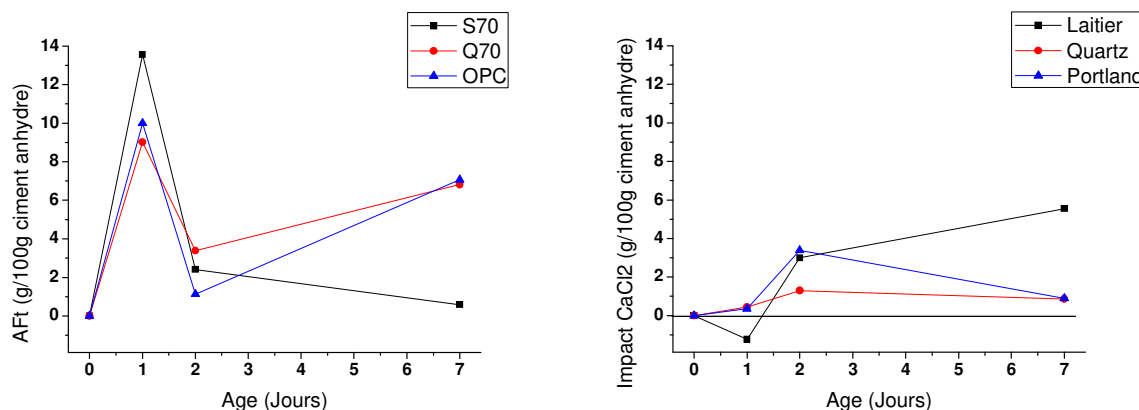 S70
Q70
OPC
AFt (g/100g ciment anhydre)
14
12
10
8
6
4
2
0
0 1 2 3 4 5 6 7
Age (Jours)
Laitier
Quartz
Portland
Impact CaCl2 (g/100g ciment anhydre)
14
12
10
8
6
4
2
0
0 1 2 3 4 5 6 7
Age (Jours)